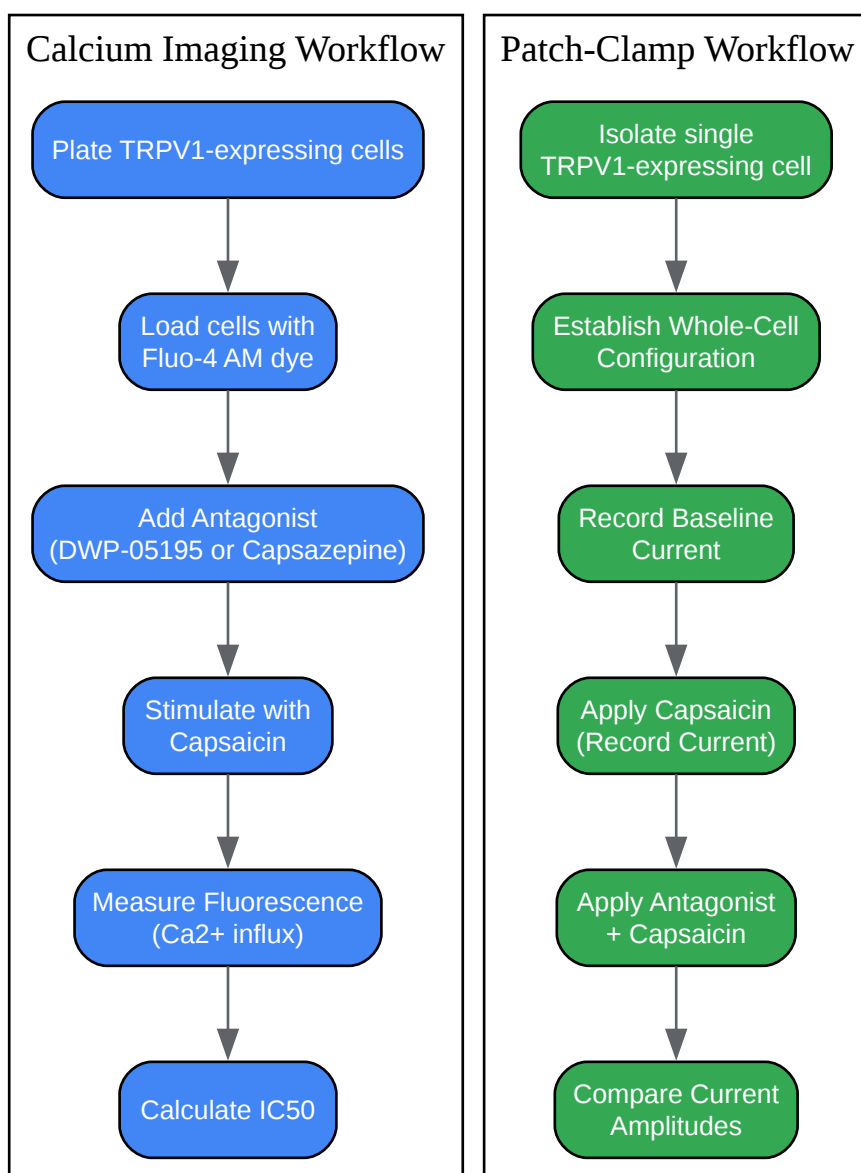 Calcium Imaging Workflow
Plate TRPV1-expressing cells
Load cells with
Fluo-4 AM dye
Add Antagonist
(DWP-05195 or Capsazepine)
Stimulate with
Capsaicin
Measure Fluorescence
(Ca2+ influx)
Calculate IC50
Patch-Clamp Workflow
Isolate single
TRPV1-expressing cell
Establish Whole-Cell
Configuration
Record Baseline
Current
Apply Capsaicin
(Record Current)
Apply Antagonist
+ Capsaicin
Compare Current
Amplitudes